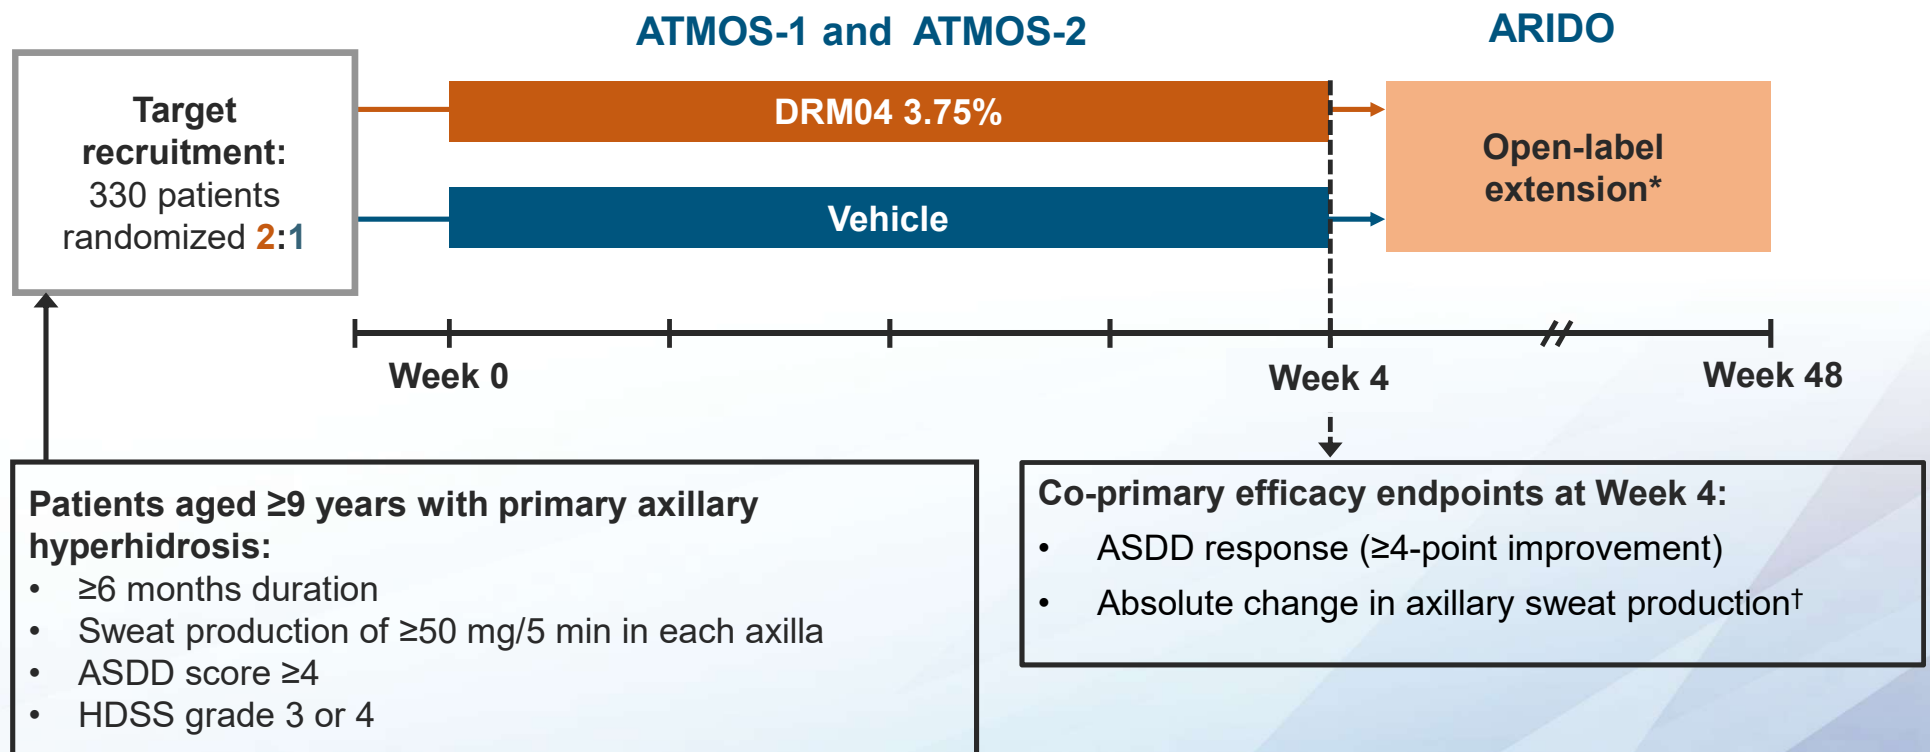 ATMOS-1 and ATMOS-2
ARIDO
Target
recruitment:
330 patients
randomized 2:1
DRM04 3.75%
Vehicle
Open-label
extension*
Week 0
Week 4
Week 48
Patients aged ≥9 years with primary axillary
hyperhidrosis:
• ≥6 months duration
• Sweat production of ≥50 mg/5 min in each axilla
• ASDD score ≥4
• HDSS grade 3 or 4
Co-primary efficacy endpoints at Week 4:
• ASDD response (≥4-point improvement)
• Absolute change in axillary sweat production†